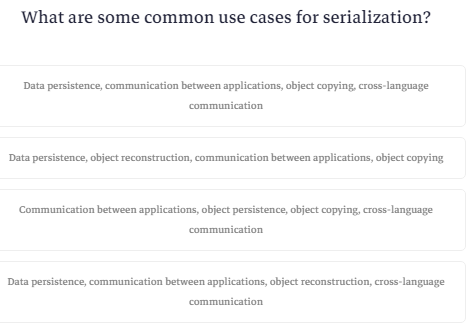 What are some common use cases for serialization?
Data persistence, communication between applications, object copying, cross-language
communication
Data persistence, object reconstruction, communication between applications, object copying
Communication between applications, object persistence, object copying, cross-language
communication
Data persistence, communication between applications, object reconstruction, cross-language
communication